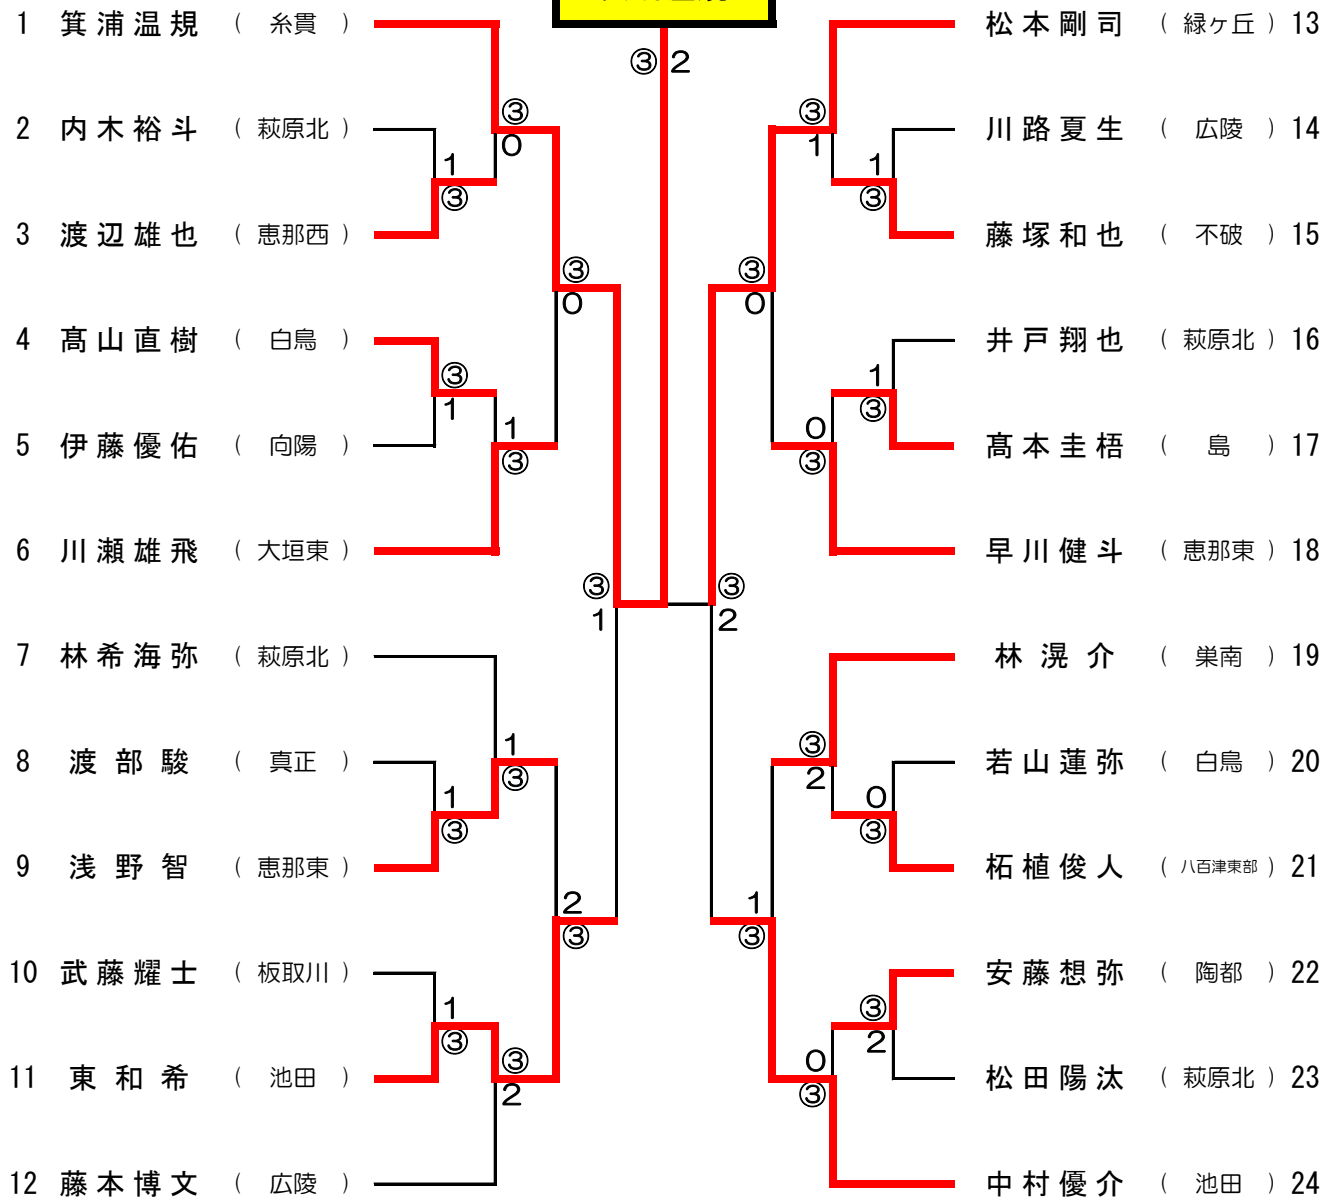 ③ 2
1 箕浦温規 ( 糸貫 )
2 内木裕斗 ( 萩原北 )
3 渡辺雄也 ( 恵那西 )
4 髙山直樹 ( 白鳥 )
5 伊藤優佑 ( 向陽 )
6 川瀬雄飛 ( 大垣東 )
7 林希海弥 ( 萩原北 )
8 渡部駿 ( 真正 )
9 浅野智 ( 恵那東 )
10 武藤耀士 ( 板取川 )
11 東和希 ( 池田 )
12 藤本博文 ( 広陵 )
③
0
1
③
③
0
③
1
1
③
③
1
1
③
1
③
2
③
1
③
③
2
松本剛司 ( 緑ヶ丘 ) 13
川路夏生 ( 広陵 ) 14
藤塚和也 ( 不破 ) 15
井戸翔也 ( 萩原北 ) 16
髙本圭梧 ( 島 ) 17
早川健斗 ( 恵那東 ) 18
林滉介 ( 巣南 ) 19
若山蓮弥 ( 白鳥 ) 20
柘植俊人 ( 八百津東部 ) 21
安藤想弥 ( 陶都 ) 22
松田陽汰 ( 萩原北 ) 23
中村優介 ( 池田 ) 24
③
1
1
③
③
0
1
③
0
③
③
2
③
2
0
③
1
③
③
2
0
③